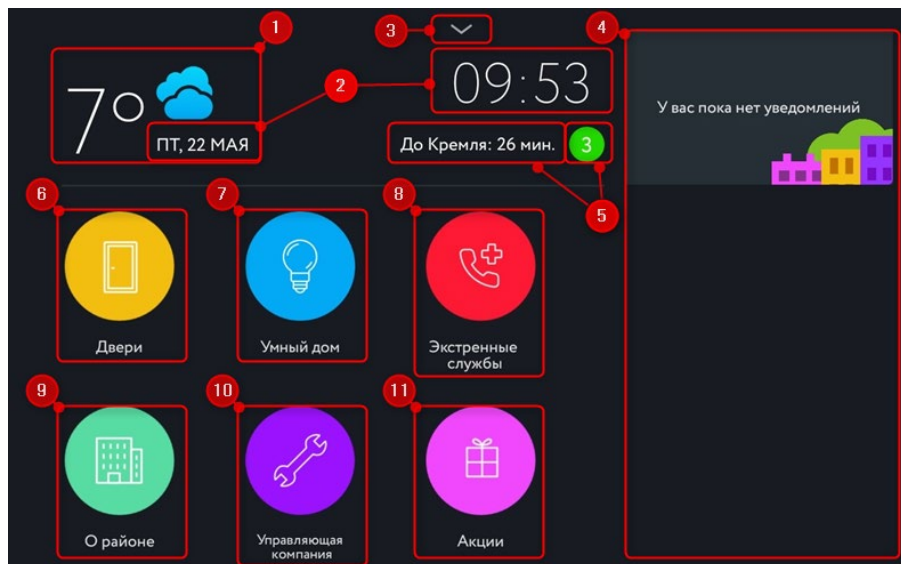 1
3
4
7°
2
09:53
У вас пока нет уведомлений
ПТ, 22 МАЯ
До Кремля: 26 мин.
3
5
6
7
8
Двери
Умный дом
Экстренные
службы
9
10
11
О районе
Управляющая
компания
Акции